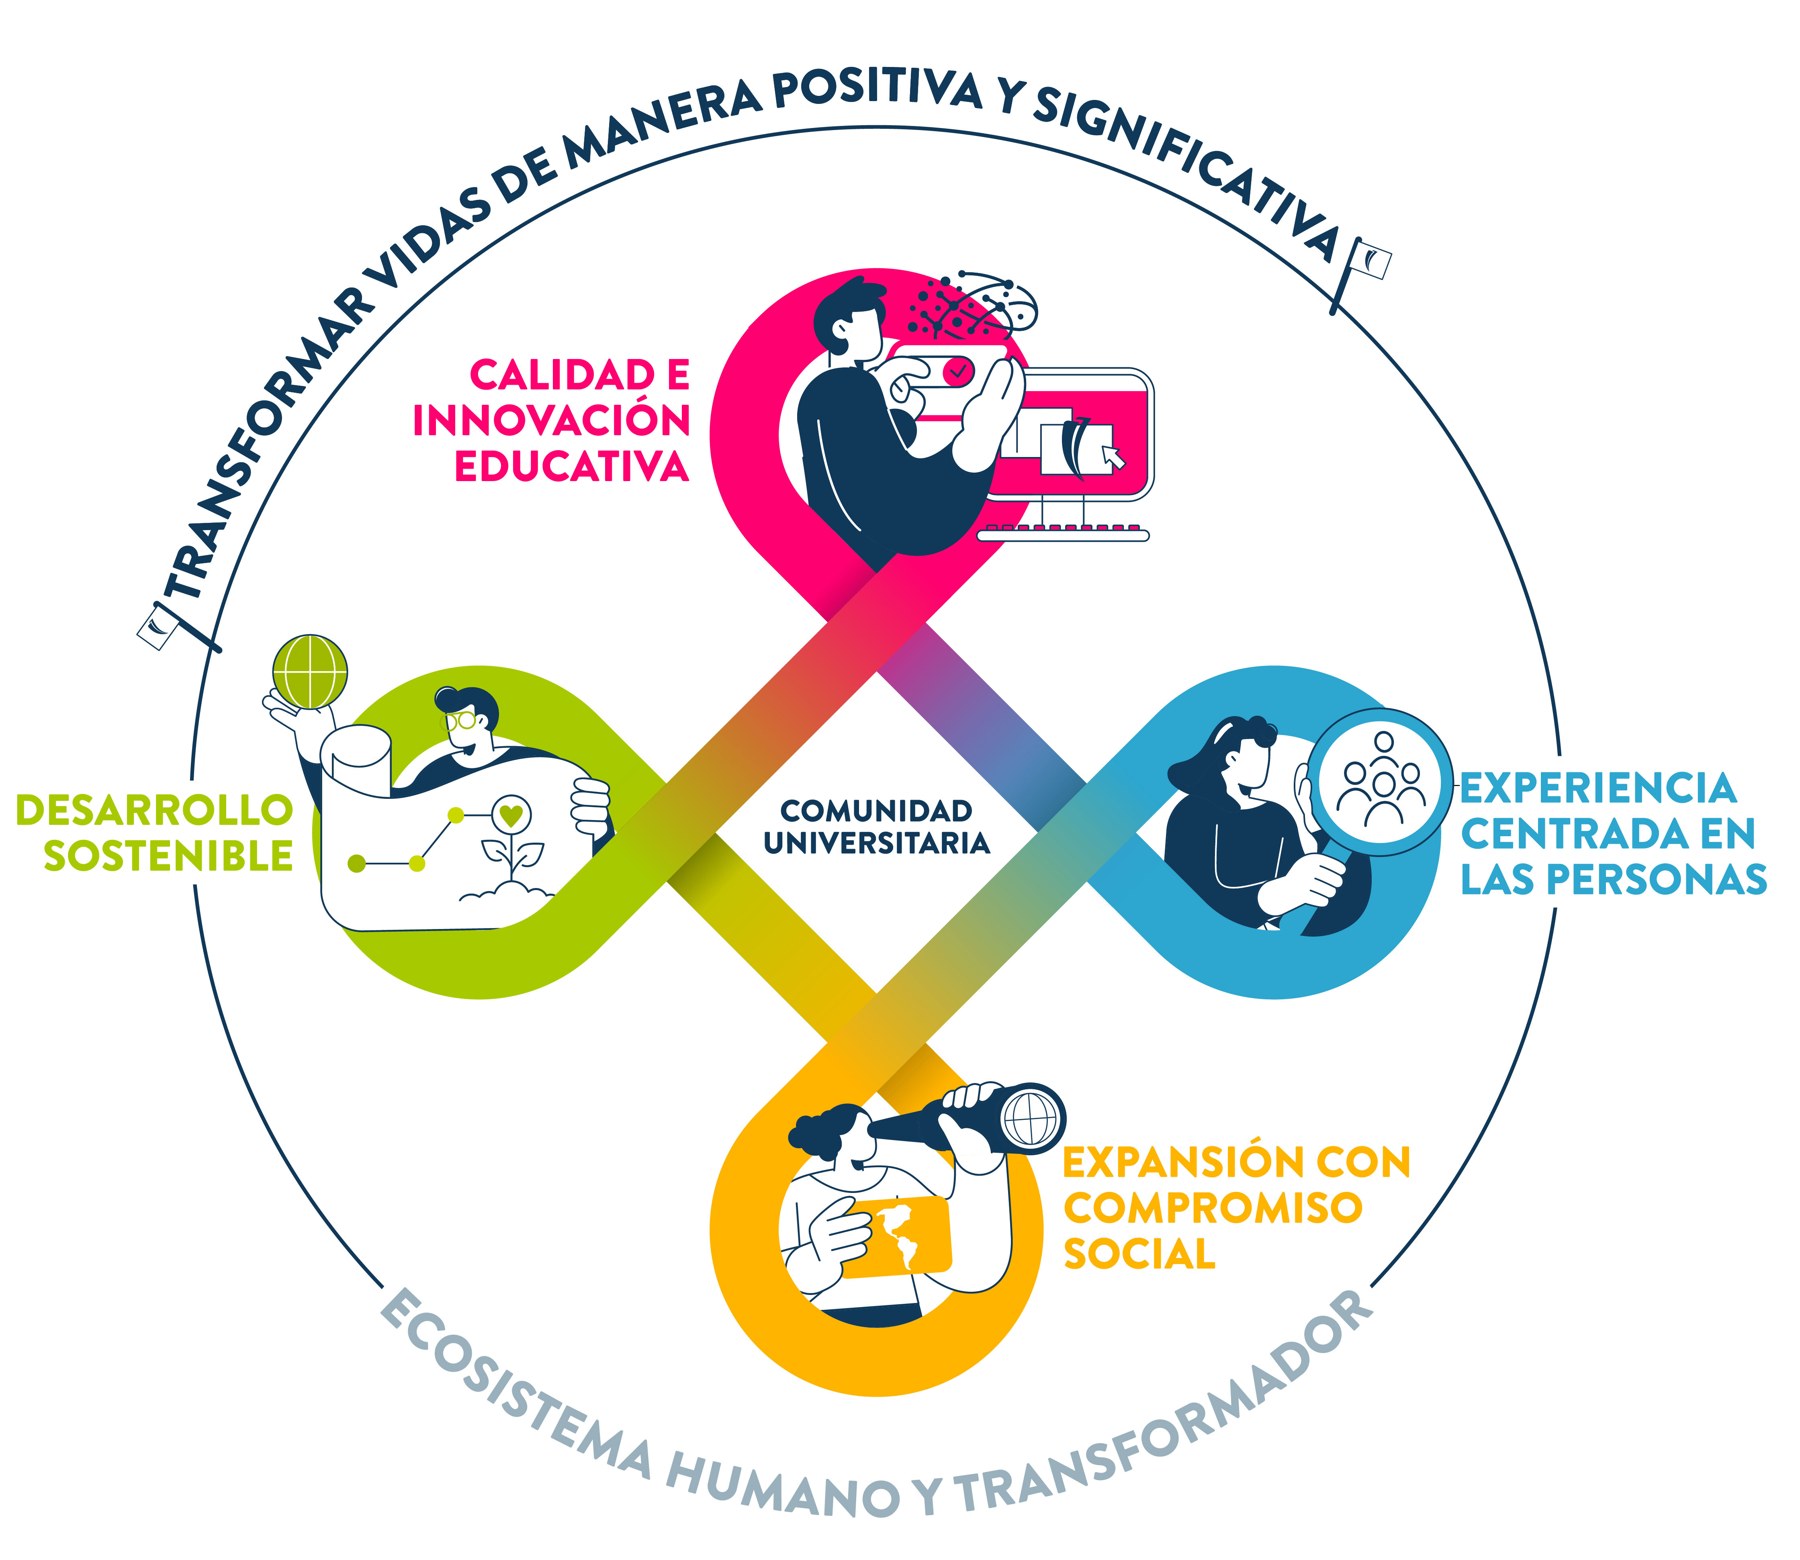 TRANSFORMAR VIDAS DE MANERA POSITIVA Y SIGNIFICATIVA
CALIDAD E
INNOVACIÓN
EDUCATIVA
DESARROLLO
SOSTENIBLE
COMUNIDAD
UNIVERSITARIA
EXPERIENCIA
CENTRADA EN
LAS PERSONAS
EXPANSIÓN CON
COMPROMISO
SOCIAL
ECOSISTEMA HUMANO Y TRANSFORMADOR